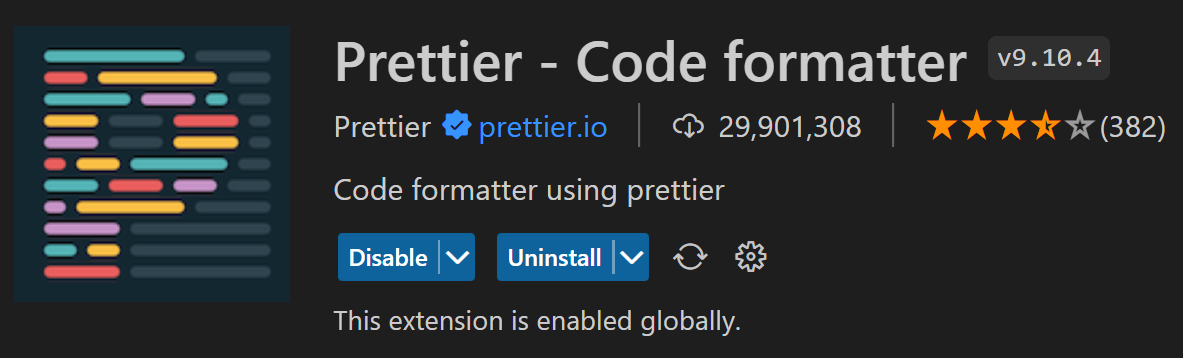 Prettier - Code formatter v9.10.4
Prettier prettier.io 29,901,308 (382)
Code formatter using prettier
Disable Uninstall
This extension is enabled globally.